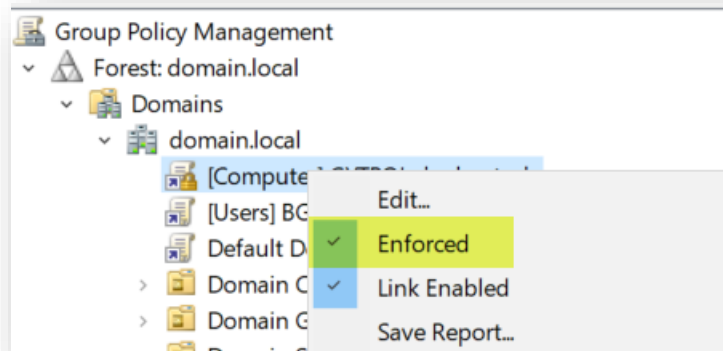 Group Policy Management
Forest: domain.local
Domains
domain.local
[Compute
Edit...
[Users] BG
Enforced
Default D
Link Enabled
Domain C
Domain G
Save Report...